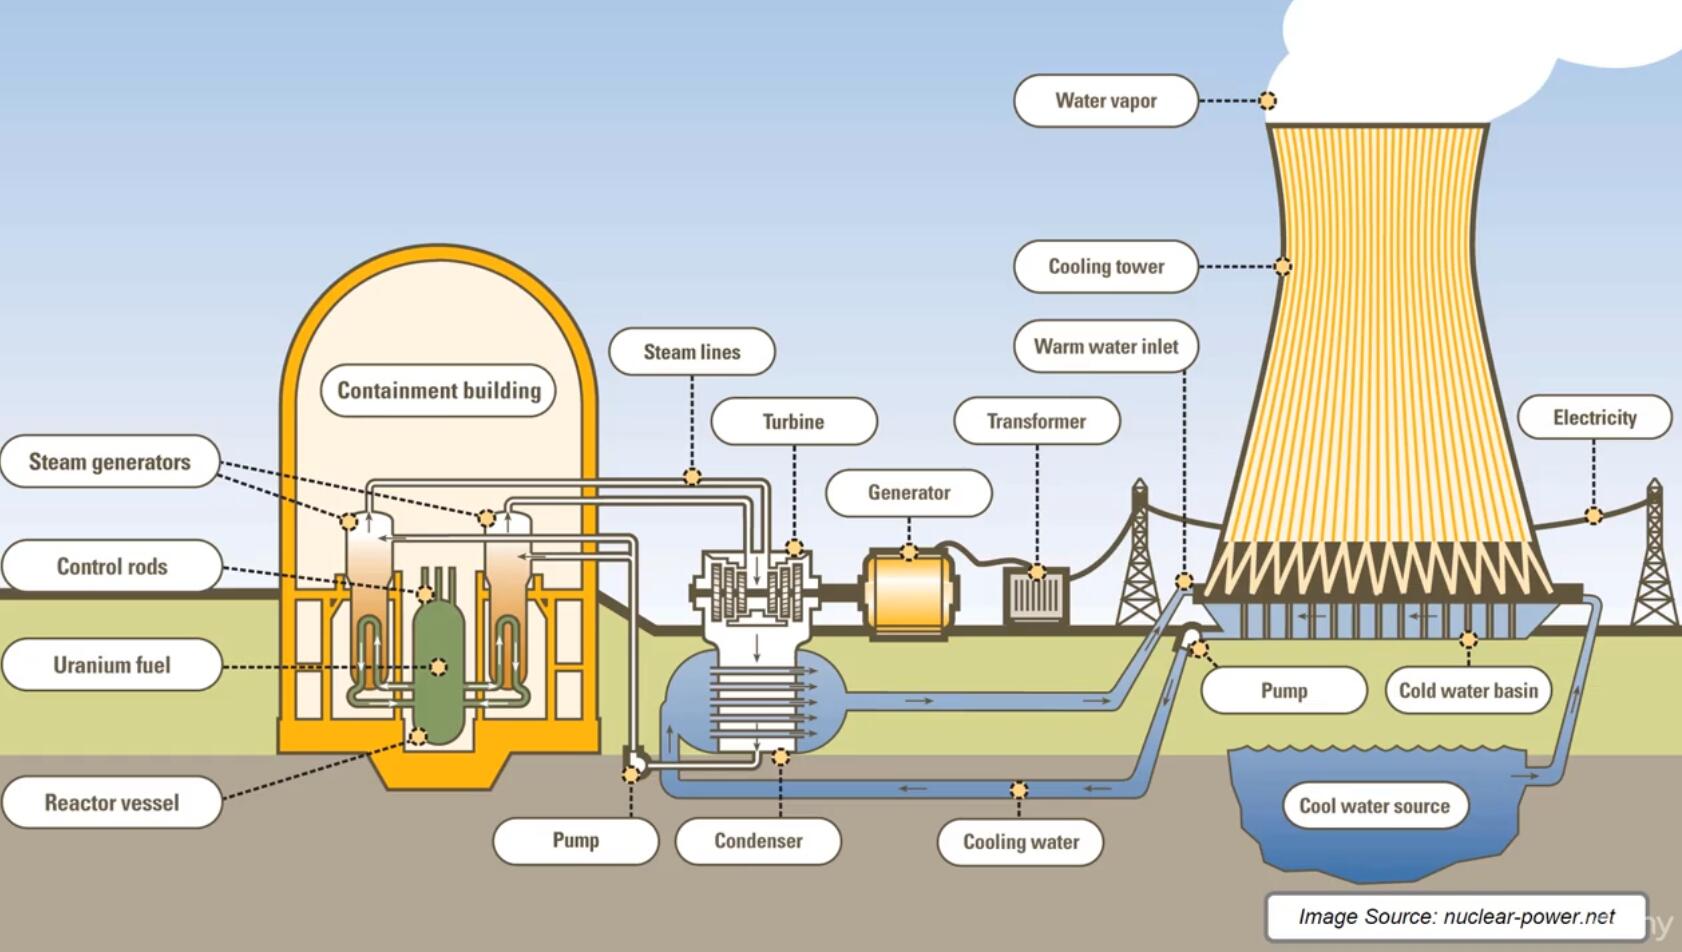 Water vapor
Cooling tower
Warm water inlet
Steam lines
Containment building
Turbine
Transformer
Electricity
Steam generators
Generator
Control rods
Uranium fuel
Pump
Cold water basin
Reactor vessel
Cool water source
Pump
Condenser
Cooling water
Image Source: nuclear-power.net